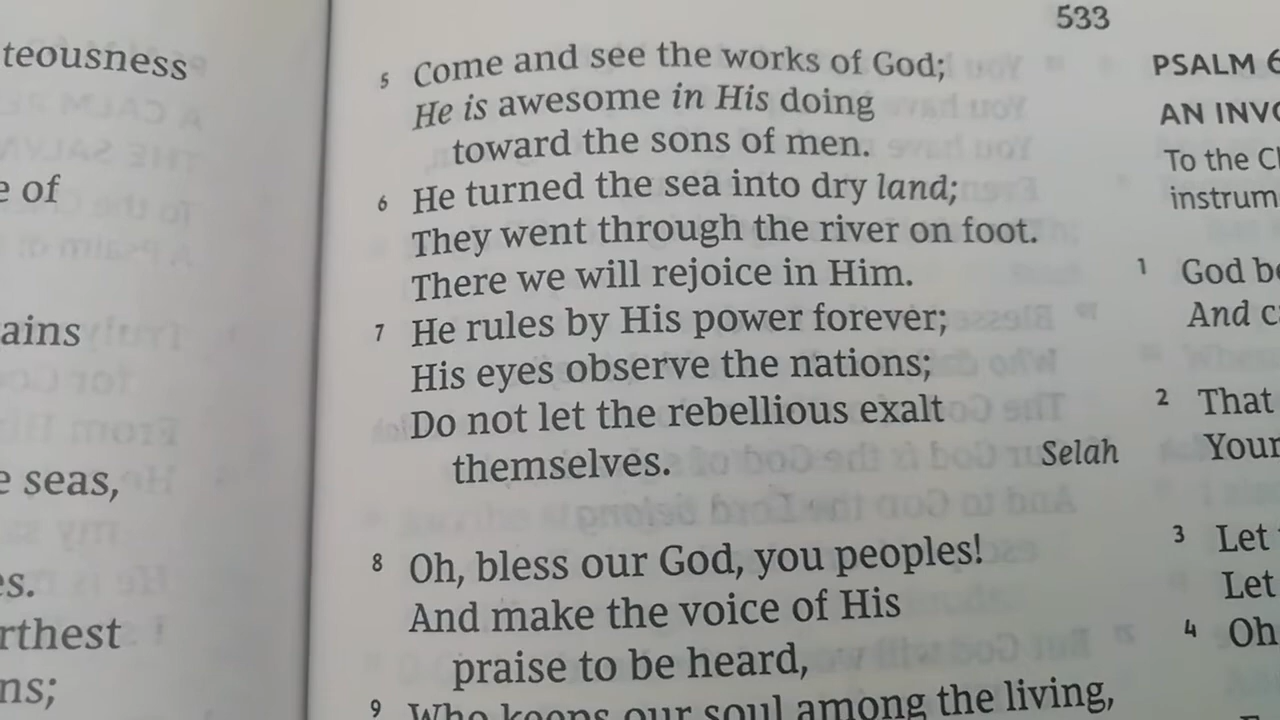 533
teousness
e of
ains
e seas,
es.
rthest
ns;
5 Come and see the works of God;
He is awesome in His doing
toward the sons of men.
6 He turned the sea into dry land;
They went through the river on foot.
There we will rejoice in Him.
7 He rules by His power forever;
His eyes observe the nations;
Do not let the rebellious exalt
themselves. Selah
8 Oh, bless our God, you peoples!
And make the voice of His
praise to be heard,
9 Who keeps our soul among the living,
PSALM 6
AN INVO
To the Ch
instrum
1 God be
And c
2 That
Your
3 Let
Let
4 Oh